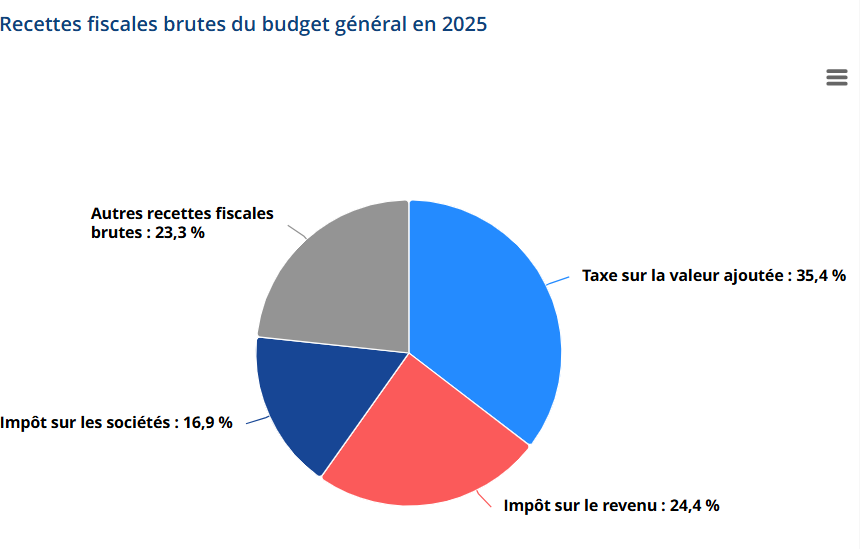 Recettes fiscales brutes du budget général en 2025
Autres recettes fiscales
brutes : 23,3 %
Taxe sur la valeur ajoutée : 35,4 %
Impôt sur les sociétés : 16,9 %
Impôt sur le revenu : 24,4 %